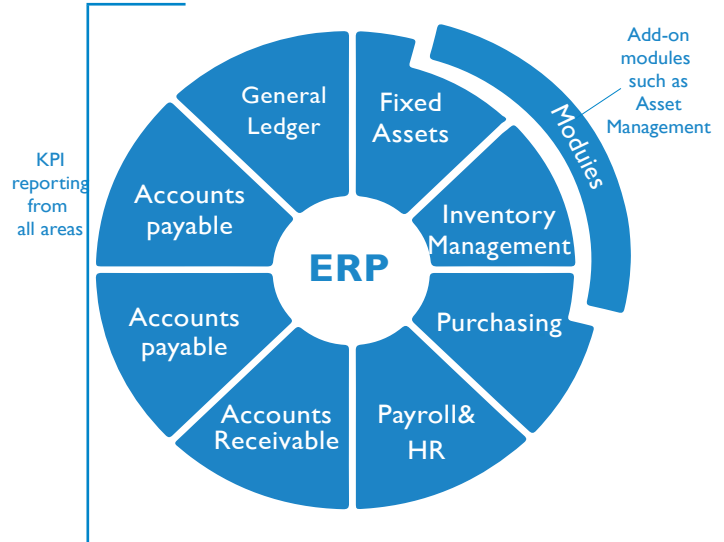 Add-on
modules
such as
Asset
Management
Moduies
General
Ledger
Fixed
Assets
KPI
reporting
from
all areas
Accounts
payable
Inventory
Management
ERP
Accounts
payable
Purchasing
Accounts
Receivable
Payroll&
HR